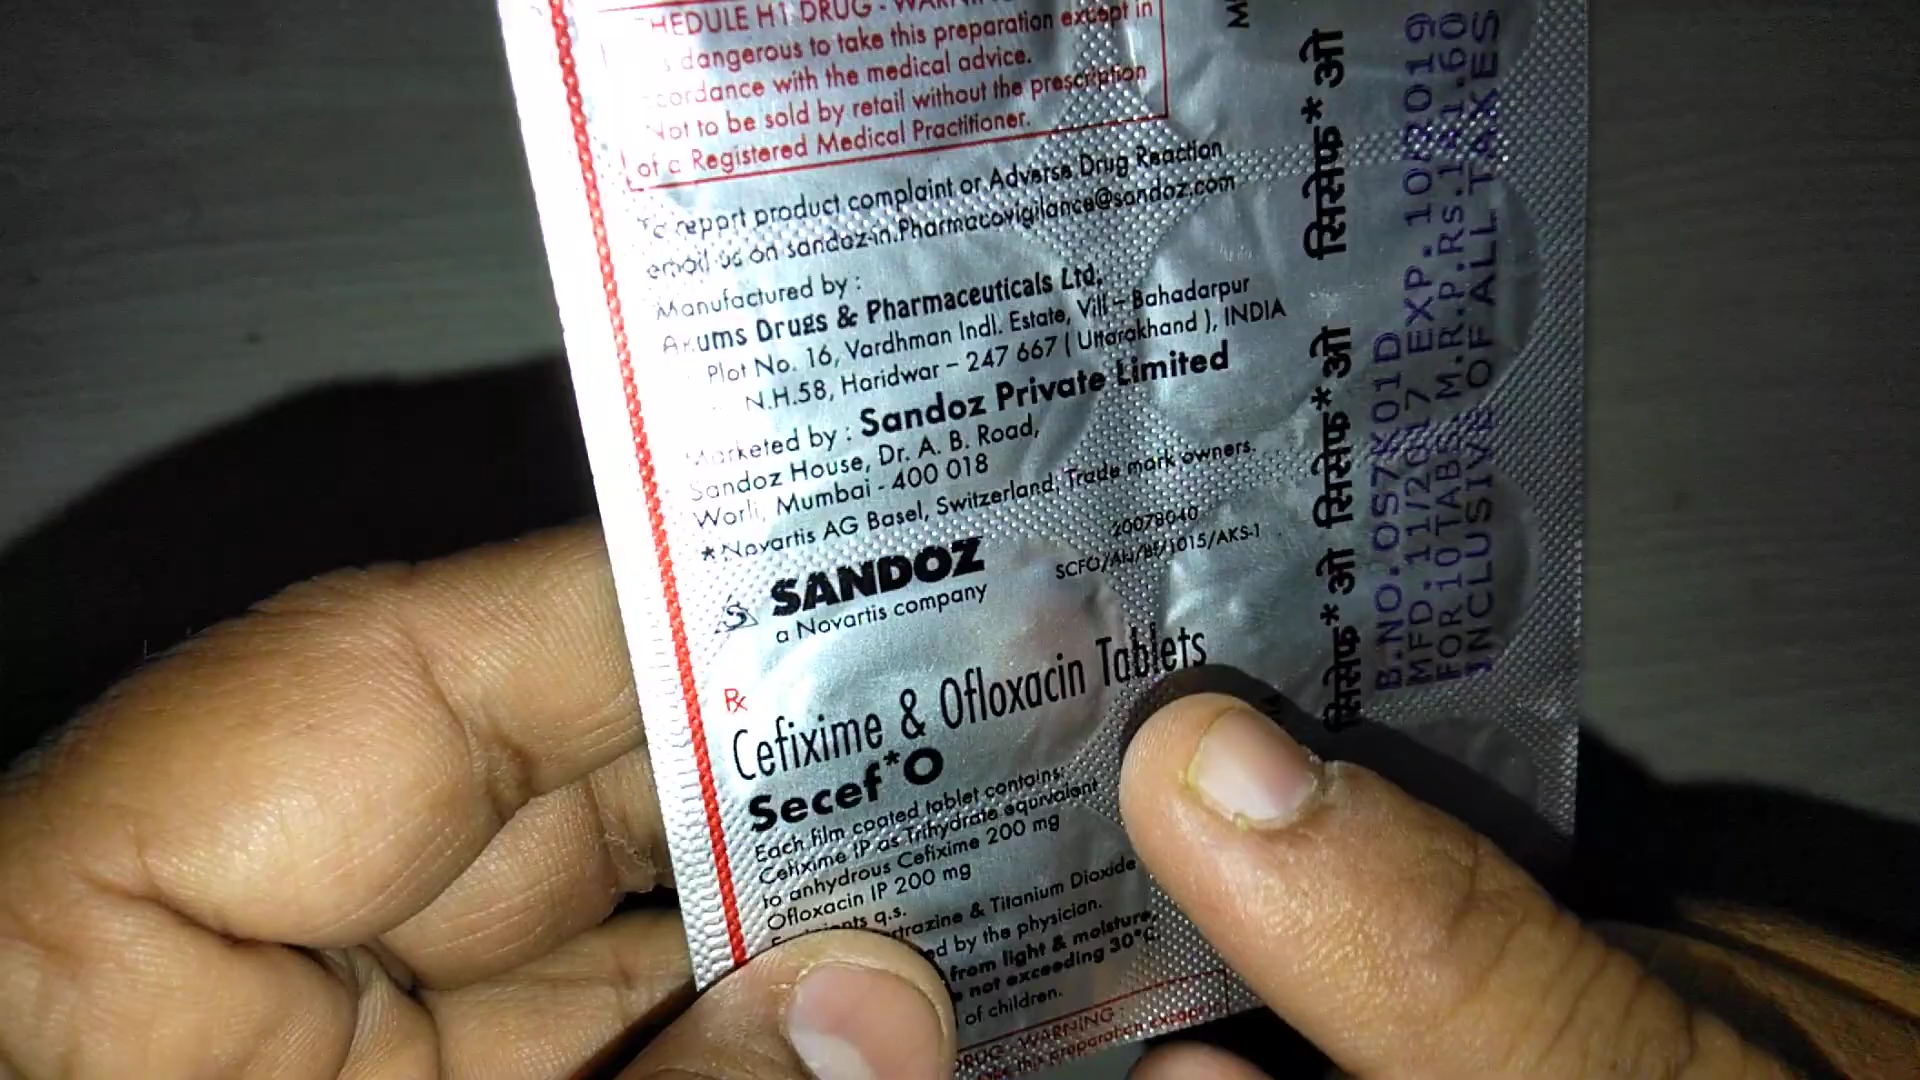 HEDULE H1 DRUG -
dangerous to take this preparation except in
cordance with the medical advice.
Not to be sold by retail without the prescription
of a Registered Medical Practitioner.
To report product complaint or Adverse Drug Reaction
email us on sandoz-in.Pharmacovigilance@sandoz.com
Manufactured by :
Akums Drugs & Pharmaceuticals Ltd.
Plot No. 16, Vardhman Indl. Estate, Vill – Bahadarpur
N.H.58, Haridwar – 247 667 ( Uttarakhand ), INDIA
Marketed by : Sandoz Private Limited
Sandoz House, Dr. A. B. Road,
Worli, Mumbai - 400 018
* Novartis AG Basel, Switzerland. Trade mark owners.
20078040
SANDOZ
a Novartis company
Rx
Cefixime & Ofloxacin Tablets
Secef*O
Each film coated tablet contains:
Cefixime IP as Trihydrate equivalent
to anhydrous Cefixime 200 mg
Ofloxacin IP 200 mg
q.s.
& Titanium Dioxide
by the physician.
from light & moisture,
not exceeding 30°C.
of children.
WARNING
this preparation except in
सिसेफ*ओ
सिसेफ*ओ
सिसेफ*ओ
B.NO.OS7K01D
MFD.11/2017 EXP.10/2019
FOR 10 TABS M.R.P.Rs.
INCLUSIVE OF ALL TAXES